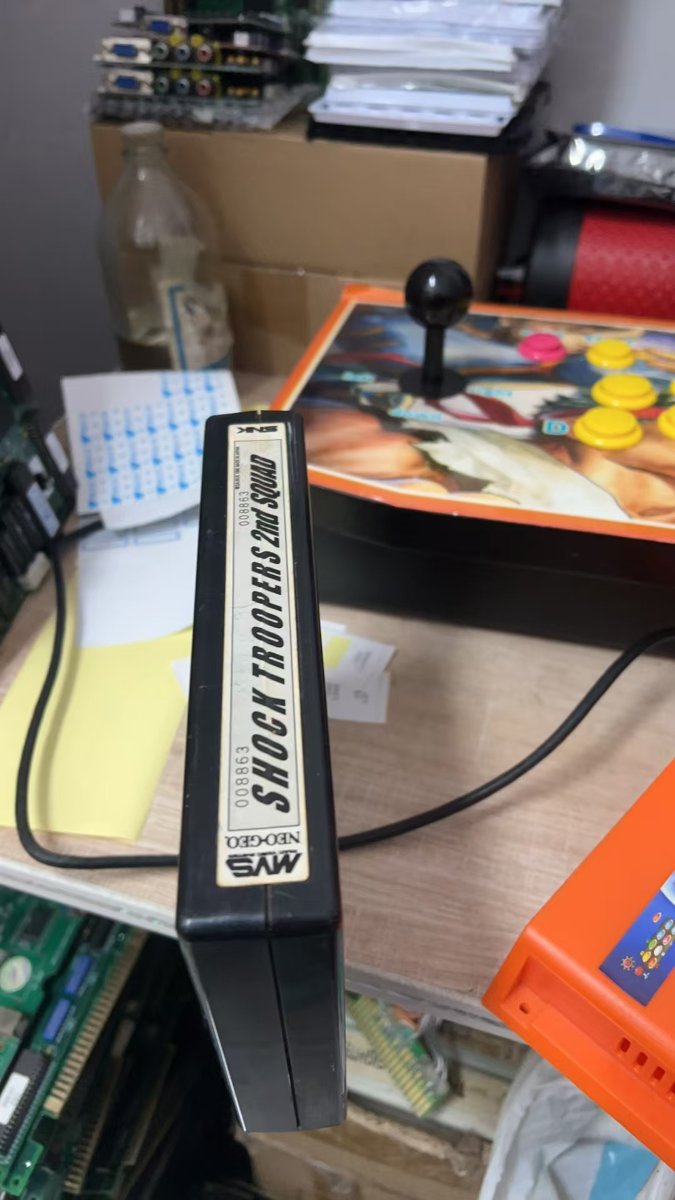 MVS
NEO•GEO.
008863
008863
SHOCK TROOPERS 2nd SQUAD
SNK
D